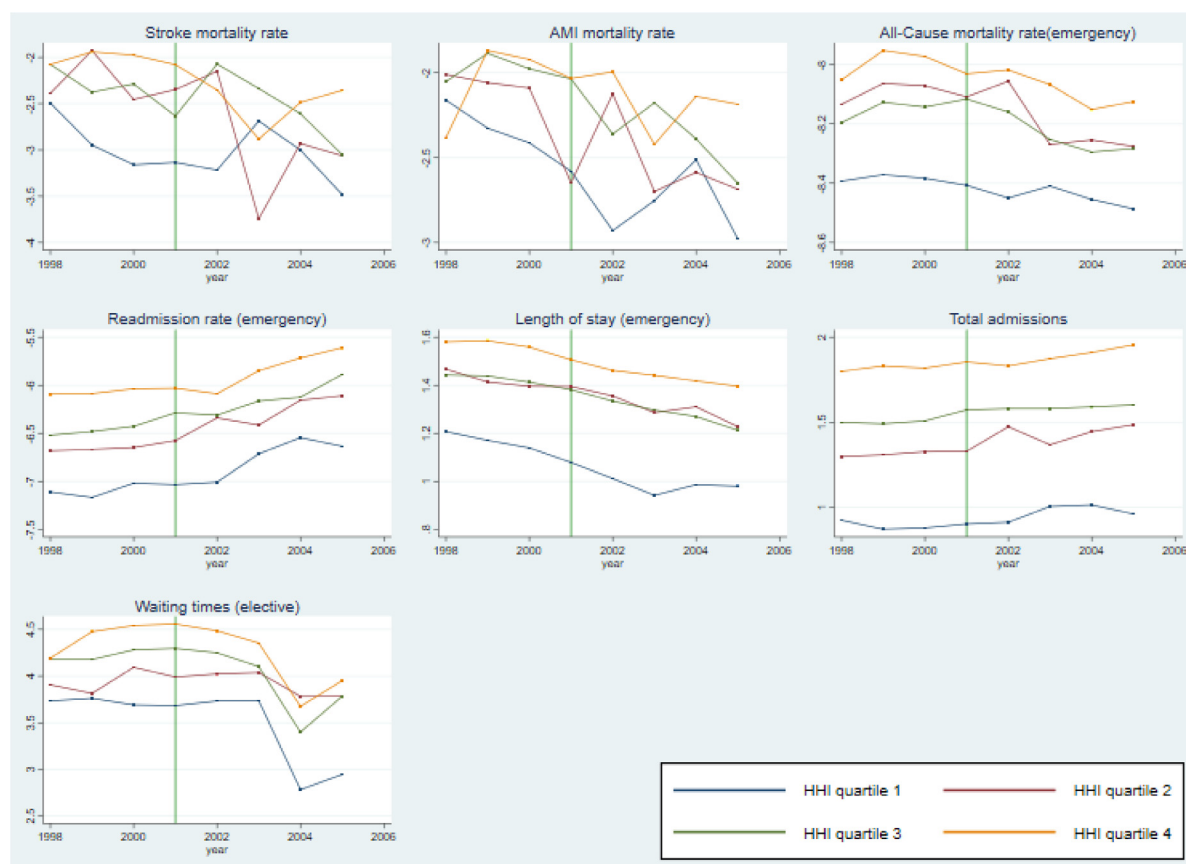 Stroke mortality rate
-2
-2.5
-3
-3.5
-4
1998 2000 2002 2004 2006
year
AMI mortality rate
-2
-2.5
-3
1998 2000 2002 2004 2006
year
All-Cause mortality rate(emergency)
-8
-8.2
-8.4
-8.6
1998 2000 2002 2004 2006
year
Readmission rate (emergency)
-5.5
-6
-6.5
-7
-7.5
1998 2000 2002 2004 2006
year
Length of stay (emergency)
1.6
1.4
1.2
1
.8
1998 2000 2002 2004 2006
year
Total admissions
2
1.5
1
1998 2000 2002 2004 2006
year
Waiting times (elective)
4.5
4
3.5
3
2.5
1998 2000 2002 2004 2006
year
HHI quartile 1 HHI quartile 2
HHI quartile 3 HHI quartile 4